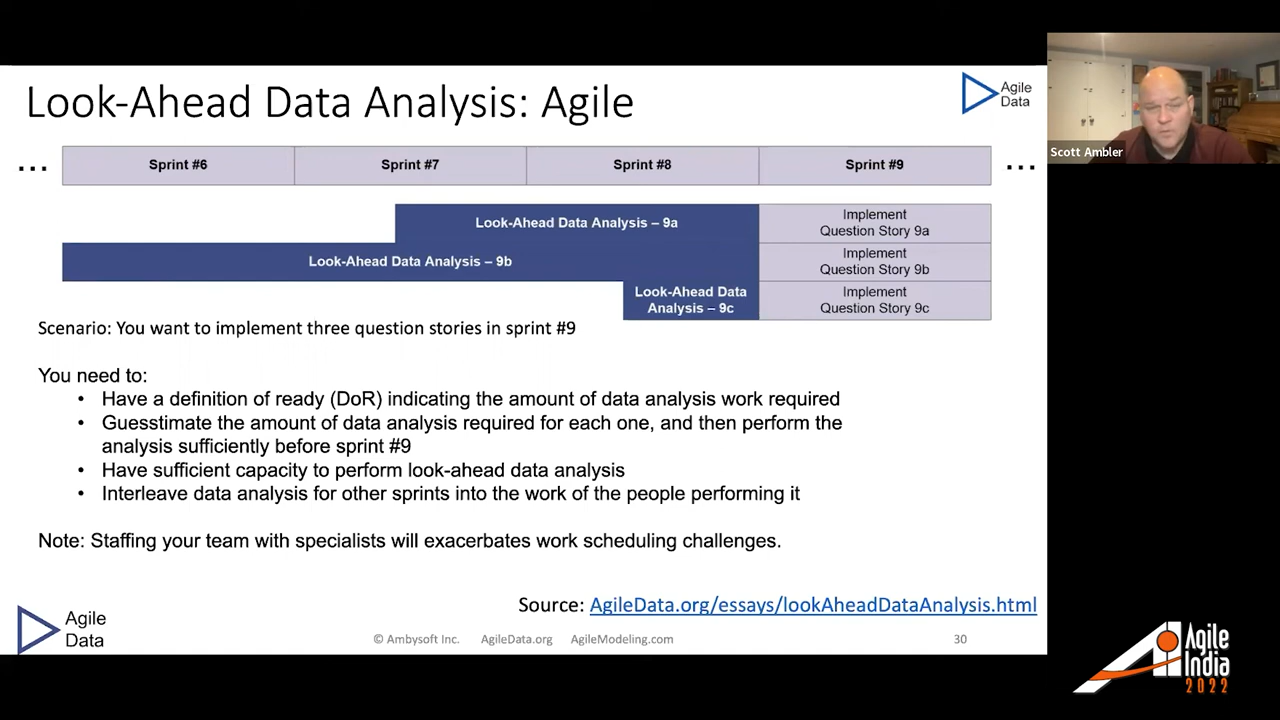 Look-Ahead Data Analysis: Agile
Agile
Data
Scott Ambler
...
Sprint #6
Sprint #7
Sprint #8
Sprint #9
...
Look-Ahead Data Analysis – 9a
Implement
Question Story 9a
Look-Ahead Data Analysis – 9b
Implement
Question Story 9b
Look-Ahead Data
Analysis – 9c
Implement
Question Story 9c
Scenario: You want to implement three question stories in sprint #9
You need to:
• Have a definition of ready (DoR) indicating the amount of data analysis work required
• Guesstimate the amount of data analysis required for each one, and then perform the
analysis sufficiently before sprint #9
• Have sufficient capacity to perform look-ahead data analysis
• Interleave data analysis for other sprints into the work of the people performing it
Note: Staffing your team with specialists will exacerbates work scheduling challenges.
Source: AgileData.org/essays/lookAheadDataAnalysis.html
Agile
Data
© Ambysoft Inc. AgileData.org AgileModeling.com
30
Agile
India
2022